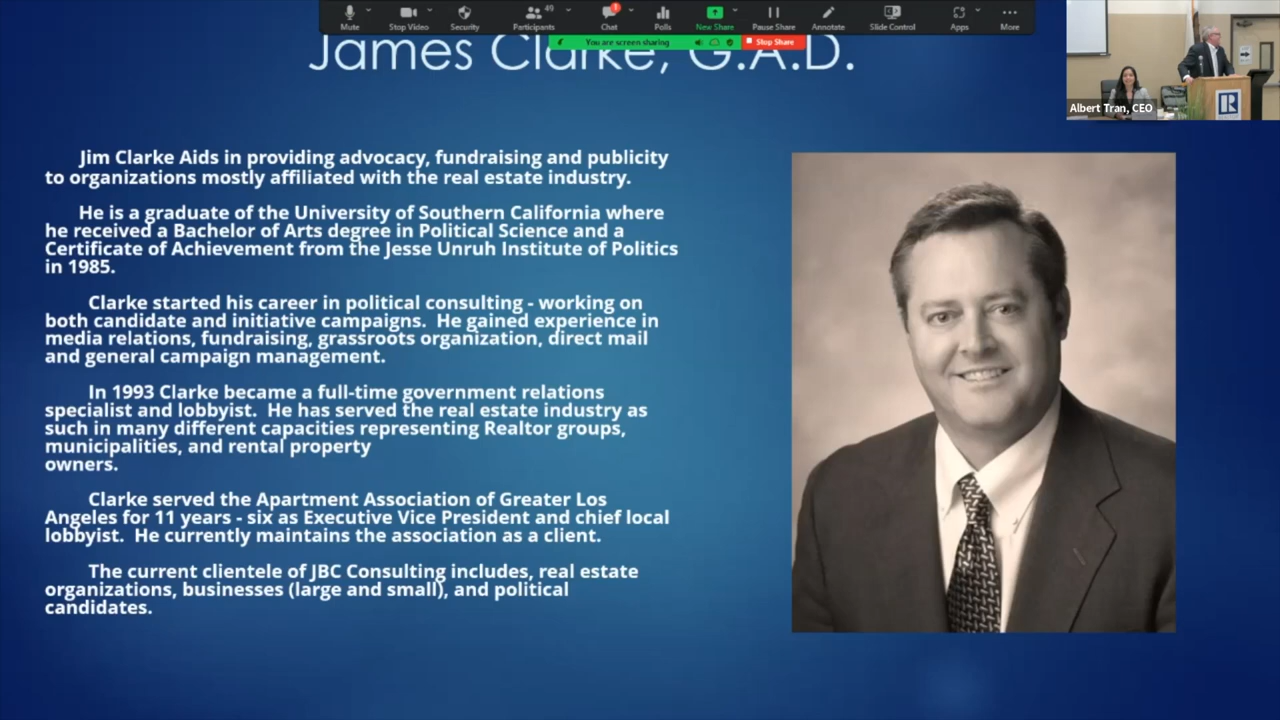 Mute
Stop Video
Security
Participants
49
Chat
1
Polls
New Share
Pause Share
Annotate
Slide Control
Apps
More
You are screen sharing
Stop Share
James Clarke, G.A.D.
Albert Tran, CEO
R
Jim Clarke Aids in providing advocacy, fundraising and publicity
to organizations mostly affiliated with the real estate industry.
He is a graduate of the University of Southern California where
he received a Bachelor of Arts degree in Political Science and a
Certificate of Achievement from the Jesse Unruh Institute of Politics
in 1985.
Clarke started his career in political consulting - working on
both candidate and initiative campaigns. He gained experience in
media relations, fundraising, grassroots organization, direct mail
and general campaign management.
In 1993 Clarke became a full-time government relations
specialist and lobbyist. He has served the real estate industry as
such in many different capacities representing Realtor groups,
municipalities, and rental property
owners.
Clarke served the Apartment Association of Greater Los
Angeles for 11 years - six as Executive Vice President and chief local
lobbyist. He currently maintains the association as a client.
The current clientele of JBC Consulting includes, real estate
organizations, businesses (large and small), and political
candidates.